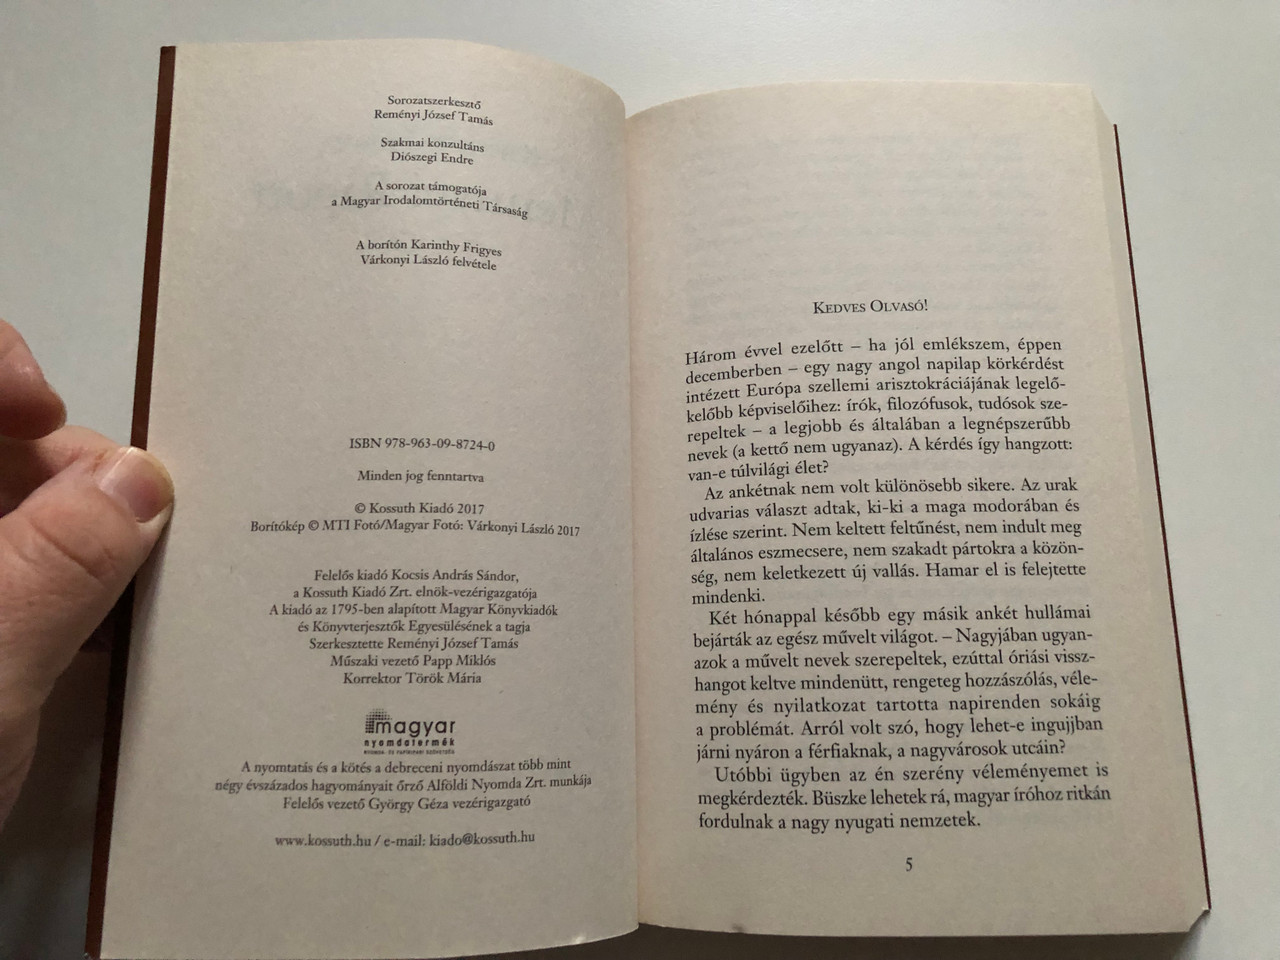 Sorozatszerkesztő
Reményi József Tamás
Szakmai konzultáns
Diószegi Endre
A sorozat támogatója
a Magyar Irodalomtörténeti Társaság
A borítón Karinthy Frigyes
Várkonyi László felvétele
ISBN 978-963-09-8724-0
Minden jog fenntartva
© Kossuth Kiadó 2017
Borítókép © MTI Fotó/Magyar Fotó: Várkonyi László 2017
Felelős kiadó Kocsis András Sándor,
a Kossuth Kiadó Zrt. elnök-vezérigazgatója
A kiadó az 1795-ben alapított Magyar Könyvkiadók
és Könyvterjesztők Egyesülésének a tagja
Szerkesztette Reményi József Tamás
Műszaki vezető Papp Miklós
Korrektor Török Mária
magyar
nyomdatermék
NYOMDA- ÉS PAPÍRIPARI SZÖVETSÉG
A nyomtatás és a kötés a debreceni nyomdászat több mint
négy évszázados hagyományait őrző Alföldi Nyomda Zrt. munkája
Felelős vezető György Géza vezérigazgató
www.kossuth.hu / e-mail: kiado@kossuth.hu
KEDVES OLVASÓ!
Három évvel ezelőtt – ha jól emlékszem, éppen
decemberben – egy nagy angol napilap körkérdést
intézett Európa szellemi arisztokráciájának legelő-
kelőbb képviselőihez: írók, filozófusok, tudósok sze-
repeltek – a legjobb és általában a legnépszerűbb
nevek (a kettő nem ugyanaz). A kérdés így hangzott:
van-e túlvilági élet?
Az ankétnak nem volt különösebb sikere. Az urak
udvarias választ adtak, ki-ki a maga modorában és
ízlése szerint. Nem keltett feltűnést, nem indult meg
általános eszmecsere, nem szakadt pártokra a közön-
ség, nem keletkezett új vallás. Hamar el is felejtette
mindenki.
Két hónappal később egy másik ankét hullámai
bejárták az egész művelt világot. – Nagyjában ugyan-
azok a művelt nevek szerepeltek, ezúttal óriási vissz-
hangot keltve mindenütt, rengeteg hozzászólás, véle-
mény és nyilatkozat tartotta napirenden sokáig
a problémát. Arról volt szó, hogy lehet-e ingujjban
járni nyáron a férfiaknak, a nagyvárosok utcáin?
Utóbbi ügyben az én szerény véleményemet is
megkérdezték. Büszke lehetek rá, magyar íróhoz ritkán
fordulnak a nagy nyugati nemzetek.
5